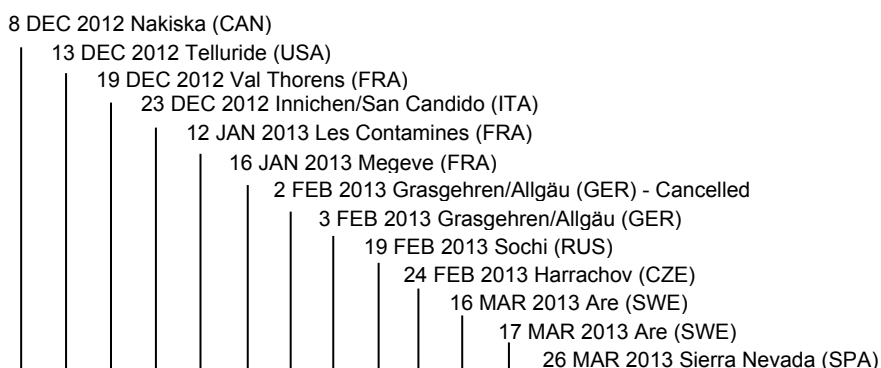 8 DEC 2012 Nakiska (CAN)
13 DEC 2012 Telluride (USA)
19 DEC 2012 Val Thorens (FRA)
23 DEC 2012 Innichen/San Candido (ITA)
12 JAN 2013 Les Contamines (FRA)
16 JAN 2013 Megeve (FRA)
2 FEB 2013 Grasgehren/Allgäu (GER) - Cancelled
3 FEB 2013 Grasgehren/Allgäu (GER)
19 FEB 2013 Sochi (RUS)
24 FEB 2013 Harrachov (CZE)
16 MAR 2013 Are (SWE)
17 MAR 2013 Are (SWE)
26 MAR 2013 Sierra Nevada (SPA)